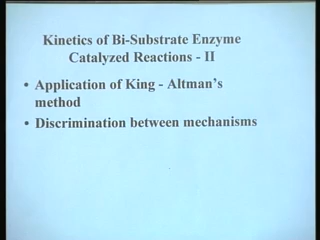 Kinetics of Bi-Substrate Enzyme
Catalyzed Reactions - II
• Application of King - Altman's
method
• Discrimination between mechanisms